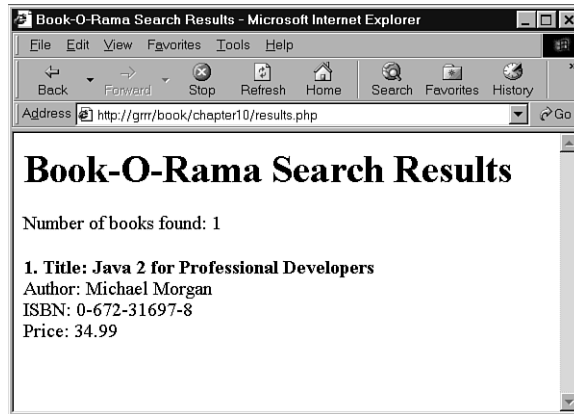 Book-O-Rama Search Results - Microsoft Internet Explorer
File Edit View Favorites Tools Help
Back Forward Stop Refresh Home Search Favorites History
Address http://grrr/book/chapter10/results.php Go
Book-O-Rama Search Results
Number of books found: 1
1. Title: Java 2 for Professional Developers
Author: Michael Morgan
ISBN: 0-672-31697-8
Price: 34.99